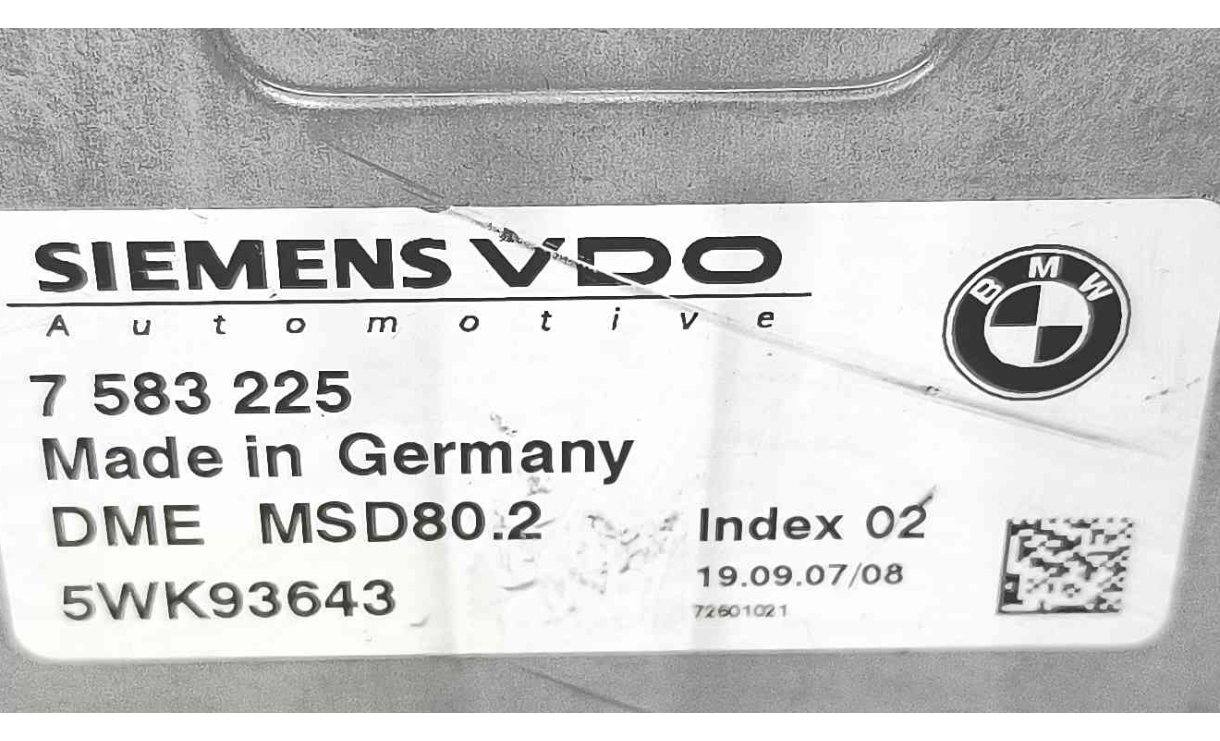 SIEMENS VDO
Automotive
BMW
7 583 225
Made in Germany
DME MSD80.2
Index 02
5WK93643
19.09.07/08
72601021